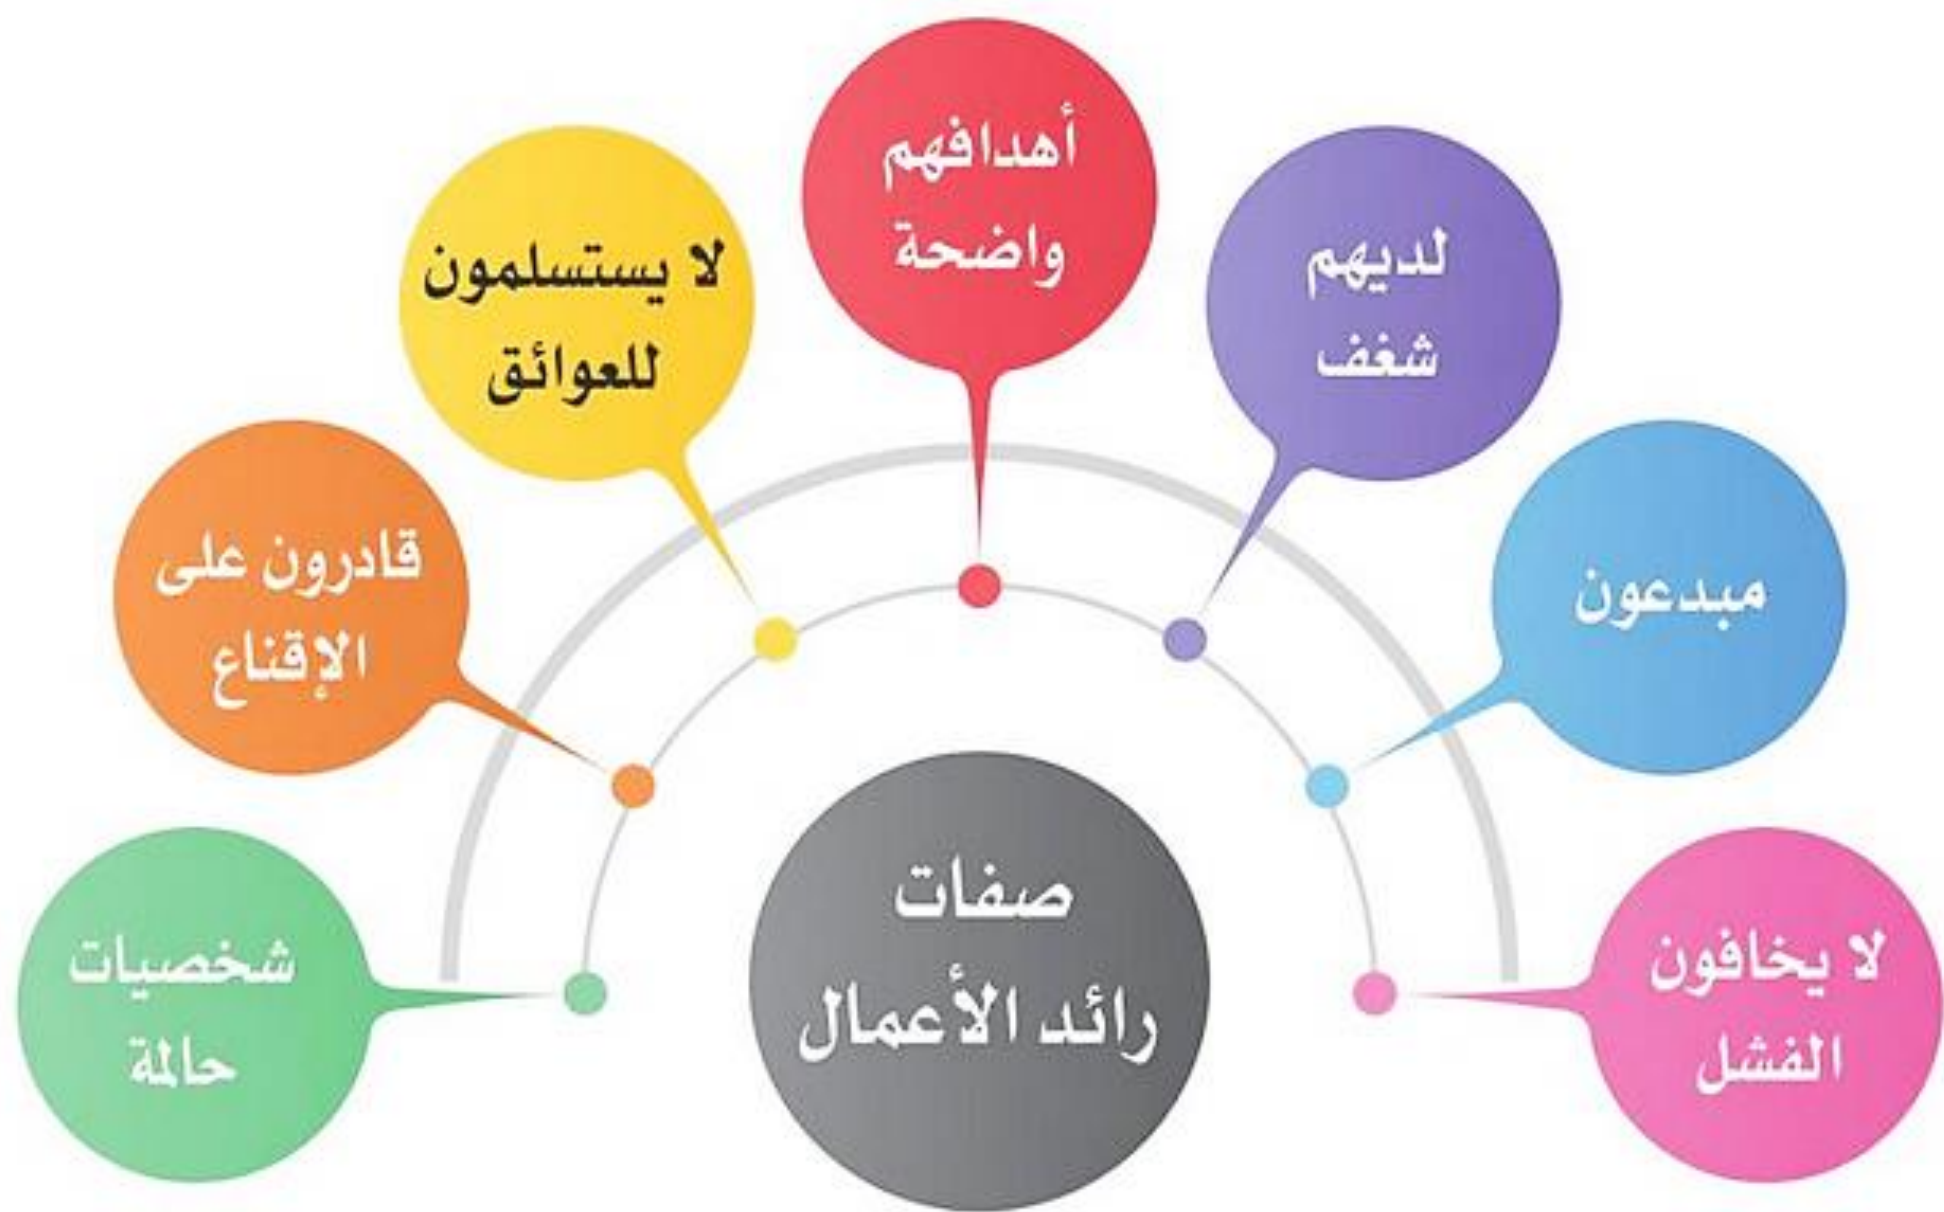 صفات
رائد الأعمال
لا يخافون
الفشل
مبدعون
لديهم
شغف
أهدافهم
واضحة
لا يستسلمون
للعوائق
قادرون على
الإقناع
شخصيات
حالمة